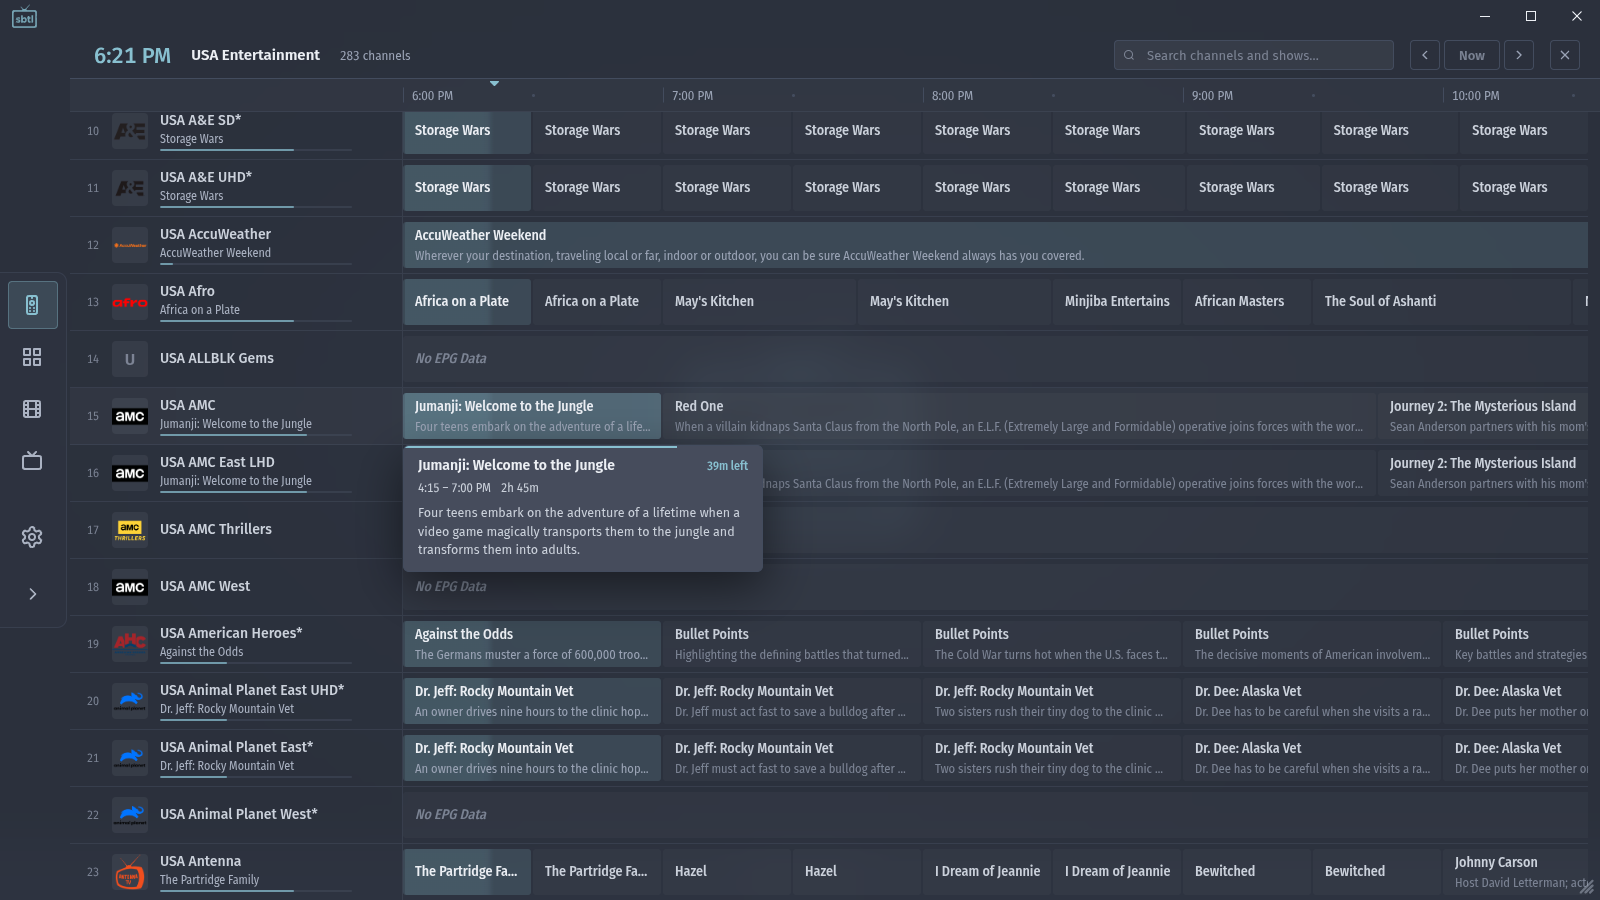 sbtl
6:21 PM USA Entertainment 283 channels Search channels and shows... Now
6:00 PM 7:00 PM 8:00 PM 9:00 PM 10:00 PM
10 A&E USA A&E SD* Storage Wars Storage Wars Storage Wars Storage Wars Storage Wars Storage Wars Storage Wars Storage Wars Storage Wars
Storage Wars
11 A&E USA A&E UHD* Storage Wars Storage Wars Storage Wars Storage Wars Storage Wars Storage Wars Storage Wars Storage Wars Storage Wars
Storage Wars
12 AccuWeather USA AccuWeather AccuWeather Weekend
AccuWeather Weekend Wherever your destination, traveling local or far, indoor or outdoor, you can be sure AccuWeather Weekend always has you covered.
13 afro USA Afro Africa on a Plate Africa on a Plate May's Kitchen May's Kitchen Minjiba Entertains African Masters The Soul of Ashanti
Africa on a Plate
14 U USA ALLBLK Gems No EPG Data
15 aMC USA AMC Jumanji: Welcome to the Jungle Red One Journey 2: The Mysterious Island
Jumanji: Welcome to the Jungle Four teens embark on the adventure of a life... When a villain kidnaps Santa Claus from the North Pole, an E.L.F. (Extremely Large and Formidable) operative joins forces with the wor... Sean Anderson partners with his mom'
16 aMC USA AMC East LHD Journey 2: The Mysterious Island
Jumanji: Welcome to the Jungle naps Santa Claus from the North Pole, an E.L.F. (Extremely Large and Formidable) operative joins forces with the wor... Sean Anderson partners with his mom'
Jumanji: Welcome to the Jungle 39m left
4:15 – 7:00 PM 2h 45m
Four teens embark on the adventure of a lifetime when a
video game magically transports them to the jungle and
transforms them into adults.
17 aMC THRILLERS USA AMC Thrillers
18 aMC USA AMC West No EPG Data
19 AHC USA American Heroes* Against the Odds Bullet Points Bullet Points Bullet Points Bullet Points
Against the Odds The Germans muster a force of 600,000 troo... Highlighting the defining battles that turned... The Cold War turns hot when the U.S. faces t... The decisive moments of American involvem... Key battles and strategies
20 animal planet USA Animal Planet East UHD* Dr. Jeff: Rocky Mountain Vet Dr. Jeff: Rocky Mountain Vet Dr. Jeff: Rocky Mountain Vet Dr. Dee: Alaska Vet Dr. Dee: Alaska Vet
Dr. Jeff: Rocky Mountain Vet An owner drives nine hours to the clinic hop... Dr. Jeff must act fast to save a bulldog after ... Two sisters rush their tiny dog to the clinic ... Dr. Dee has to be careful when she visits a ra... Dr. Dee puts her mother o
21 animal planet USA Animal Planet East* Dr. Jeff: Rocky Mountain Vet Dr. Jeff: Rocky Mountain Vet Dr. Jeff: Rocky Mountain Vet Dr. Dee: Alaska Vet Dr. Dee: Alaska Vet
Dr. Jeff: Rocky Mountain Vet An owner drives nine hours to the clinic hop... Dr. Jeff must act fast to save a bulldog after ... Two sisters rush their tiny dog to the clinic ... Dr. Dee has to be careful when she visits a ra... Dr. Dee puts her mother o
22 animal planet USA Animal Planet West* No EPG Data
23 ANTENNA TV USA Antenna The Partridge Fa... The Partridge Fa... Hazel Hazel I Dream of Jeannie I Dream of Jeannie Bewitched Bewitched Johnny Carson
The Partridge Family Host David Letterman; act